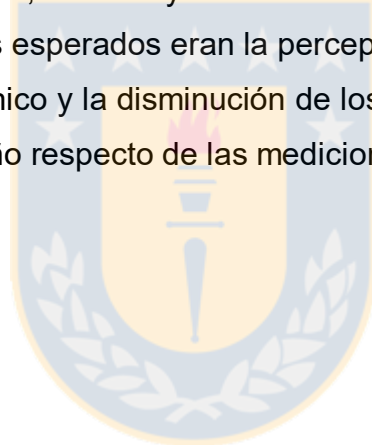 s esperados eran la percep
nico y la disminución de los
ño respecto de las medicion